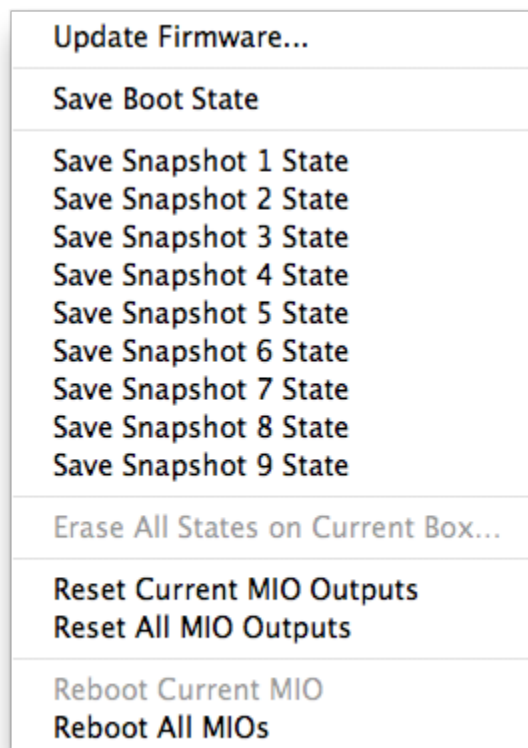 Update Firmware...
Save Boot State
Save Snapshot 1 State
Save Snapshot 2 State
Save Snapshot 3 State
Save Snapshot 4 State
Save Snapshot 5 State
Save Snapshot 6 State
Save Snapshot 7 State
Save Snapshot 8 State
Save Snapshot 9 State
Erase All States on Current Box...
Reset Current MIO Outputs
Reset All MIO Outputs
Reboot Current MIO
Reboot All MIOs